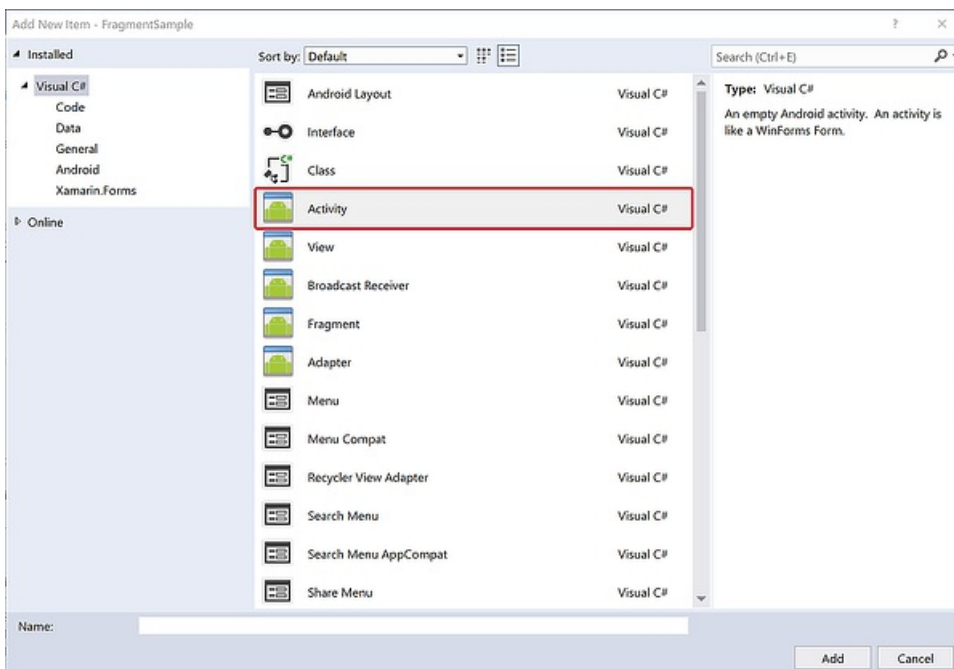 Add New Item - FragmentSample ? ×
Installed
Sort by: Default
Search (Ctrl+E)
Visual C#
Code
Data
General
Android
Xamarin.Forms
Online
Android Layout Visual C#
Interface Visual C#
C# Class Visual C#
Activity Visual C#
View Visual C#
Broadcast Receiver Visual C#
Fragment Visual C#
Adapter Visual C#
Menu Visual C#
Menu Compat Visual C#
Recycler View Adapter Visual C#
Search Menu Visual C#
Search Menu AppCompat Visual C#
Share Menu Visual C#
Type: Visual C#
An empty Android activity. An activity is
like a WinForms Form.
Name:
Add Cancel